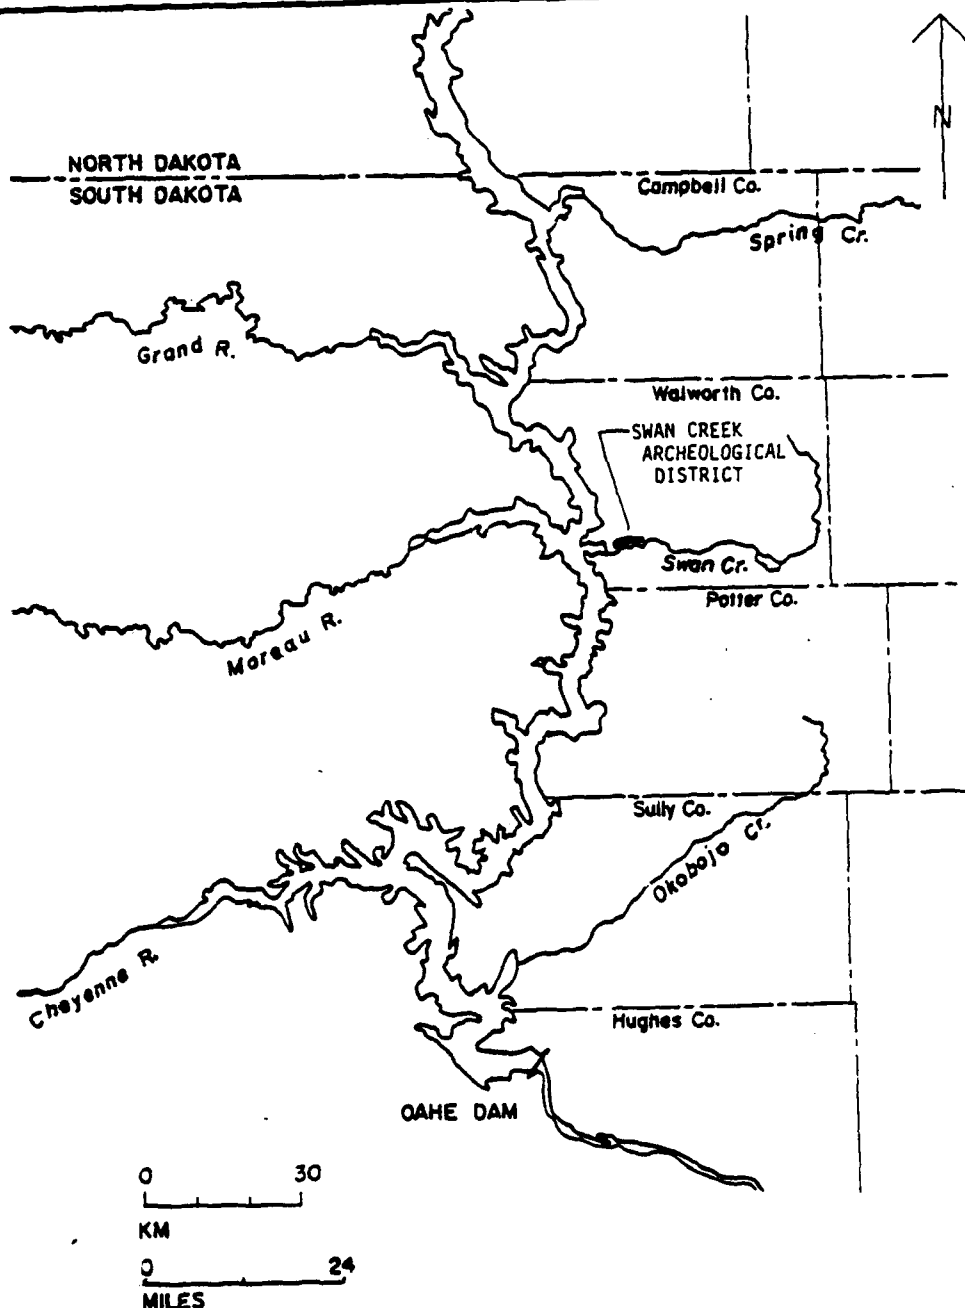 N
NORTH DAKOTA
SOUTH DAKOTA
Campbell Co.
Spring Cr.
Grand R.
Walworth Co.
SWAN CREEK
ARCHEOLOGICAL
DISTRICT
Swan Cr.
Potter Co.
Moreau R.
Sully Co.
Okobojo Cr.
Cheyenne R.
Hughes Co.
OAHE DAM
0 30
KM
0 24
MILES